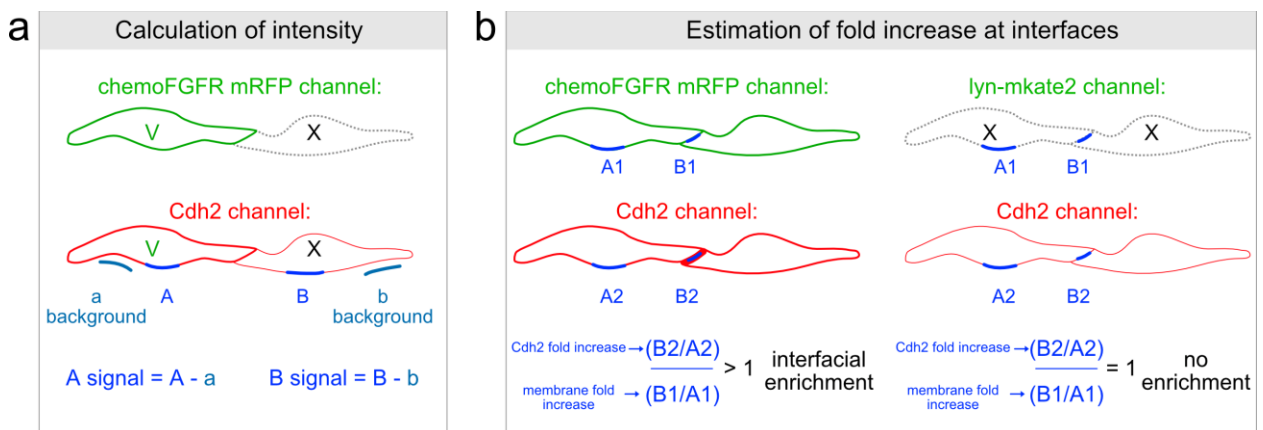 a
Calculation of intensity
chemoFGFR mRFP channel:
V
X
Cdh2 channel:
V
X
a
background
A
B
b
background
A signal = A - a
B signal = B - b
b
Estimation of fold increase at interfaces
chemoFGFR mRFP channel:
A1
B1
Cdh2 channel:
A2
B2
Cdh2 fold increase→(B2/A2)
membrane fold
increase
→(B1/A1)
> 1
interfacial
enrichment
lyn-mkate2 channel:
X
X
A1
B1
Cdh2 channel:
A2
B2
Cdh2 fold increase→(B2/A2)
membrane fold
increase
→(B1/A1)
= 1
no
enrichment